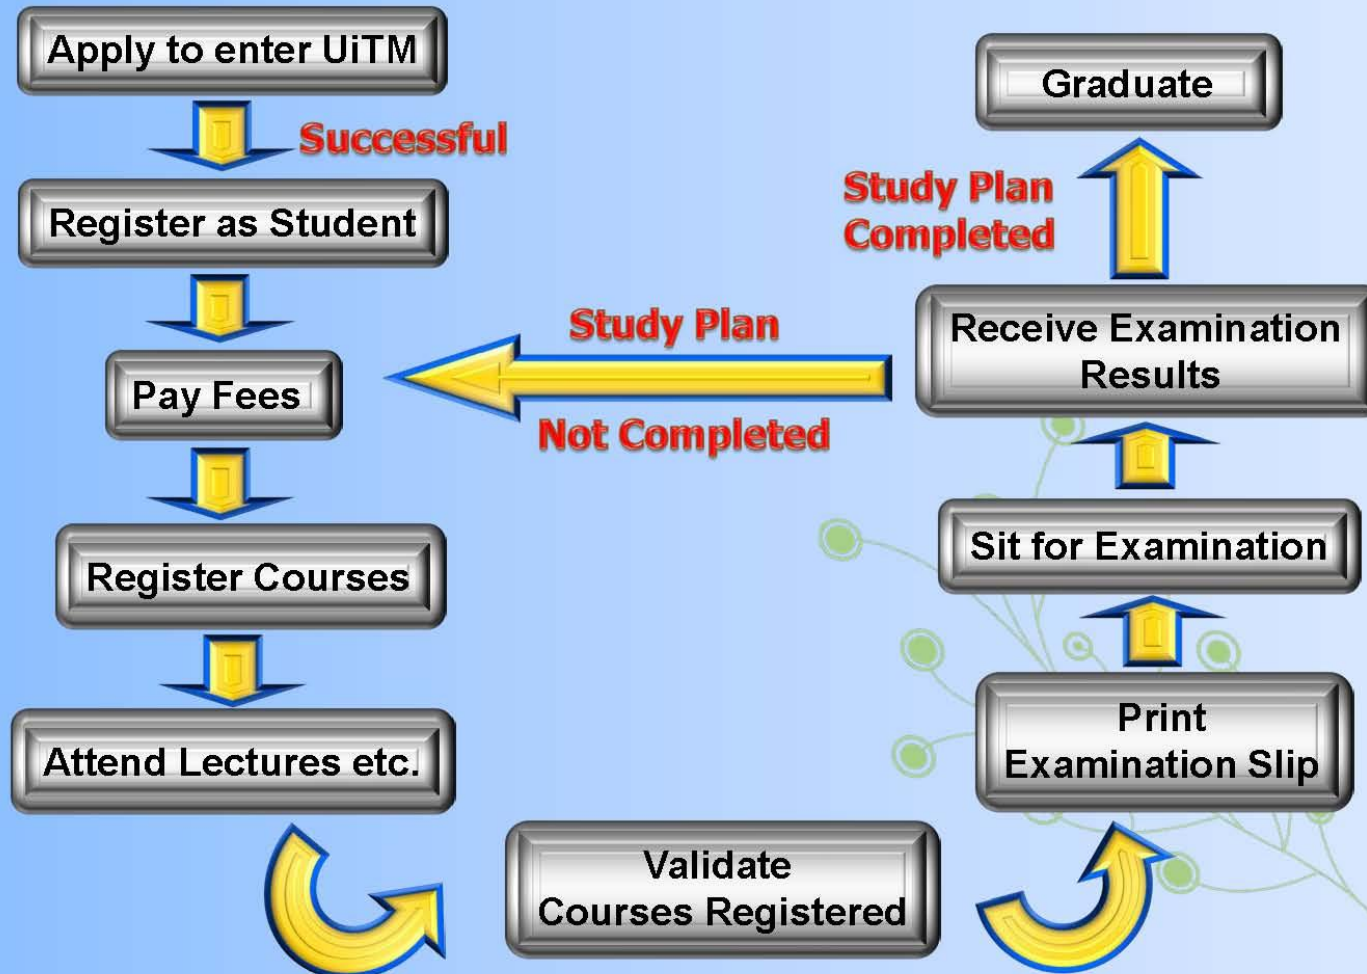 Apply to enter UiTM
Successful
Register as Student
Pay Fees
Register Courses
Attend Lectures etc.
Validate
Courses Registered
Print
Examination Slip
Sit for Examination
Receive Examination
Results
Study Plan
Not Completed
Study Plan
Completed
Graduate